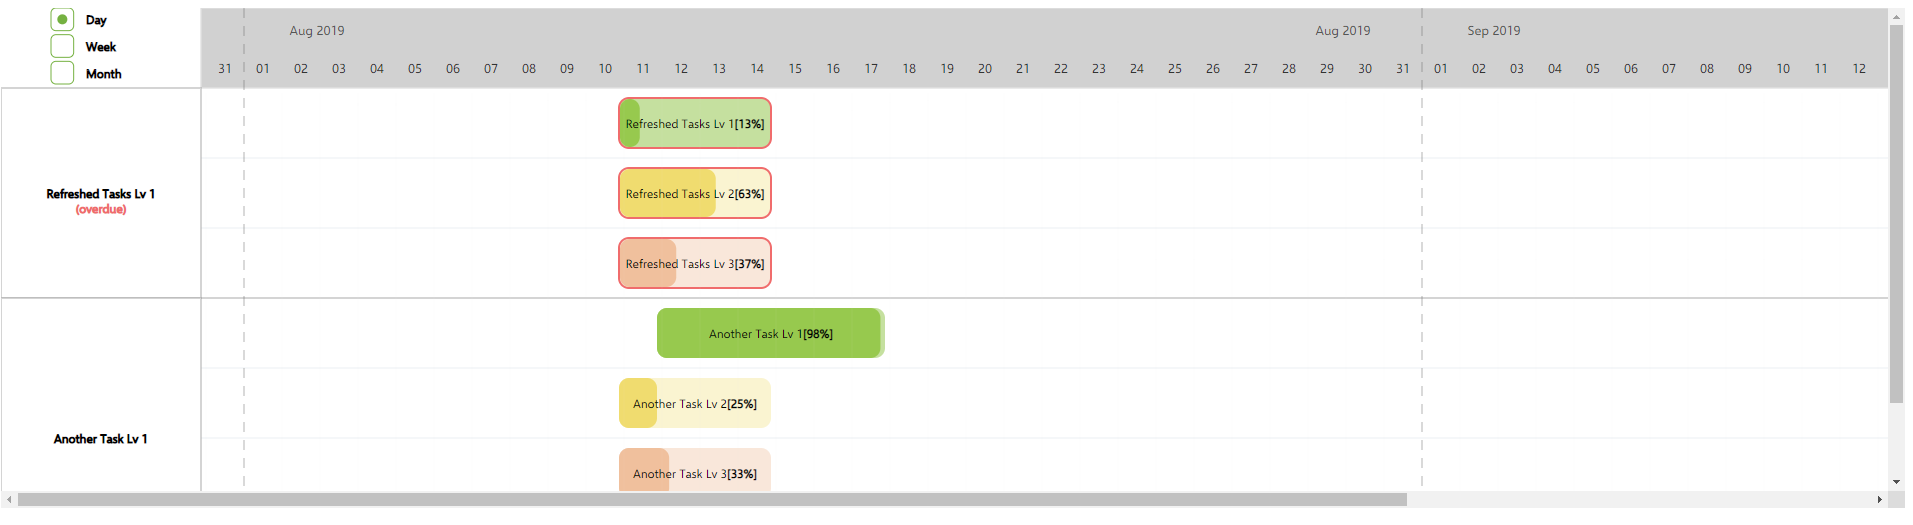 Day
Week
Month
Aug 2019 Aug 2019 Sep 2019
31 01 02 03 04 05 06 07 08 09 10 11 12 13 14 15 16 17 18 19 20 21 22 23 24 25 26 27 28 29 30 31 01 02 03 04 05 06 07 08 09 10 11 12
Refreshed Tasks Lv 1
(overdue)
Refreshed Tasks Lv 1[13%]
Refreshed Tasks Lv 2[63%]
Refreshed Tasks Lv 3[37%]
Another Task Lv 1
Another Task Lv 1[98%]
Another Task Lv 2[25%]
Another Task Lv 3[33%]